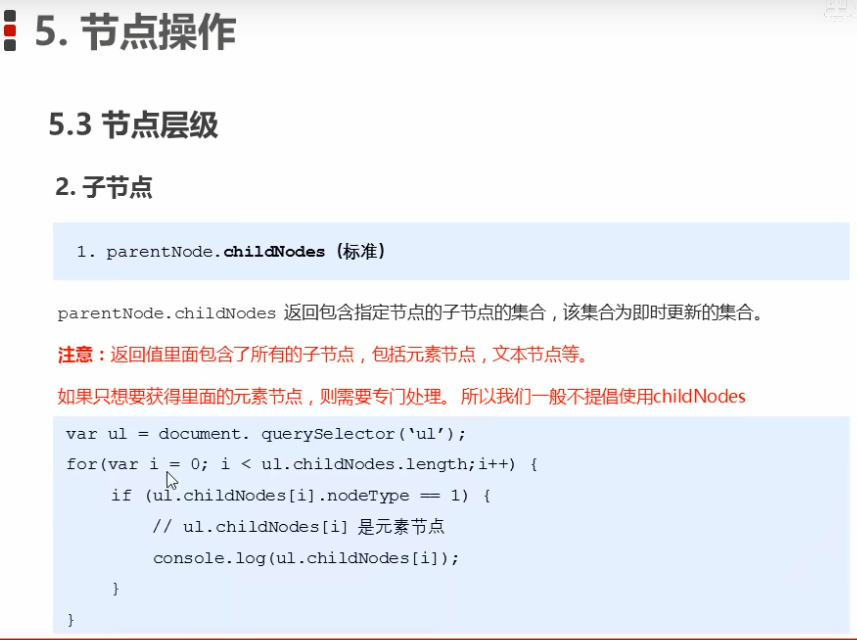 5. 节点操作
5.3 节点层级
2. 子节点
1. parentNode.childNodes（标准）
parentNode.childNodes 返回包含指定节点的子节点的集合，该集合为即时更新的集合。
注意：返回值里面包含了所有的子节点，包括元素节点，文本节点等。
如果只想要获得里面的元素节点，则需要专门处理。 所以我们一般不提倡使用childNodes
var ul = document. querySelector(‘ul’);
for(var i = 0; i < ul.childNodes.length;i++) {
if (ul.childNodes[i].nodeType == 1) {
// ul.childNodes[i] 是元素节点
console.log(ul.childNodes[i]);
}
}